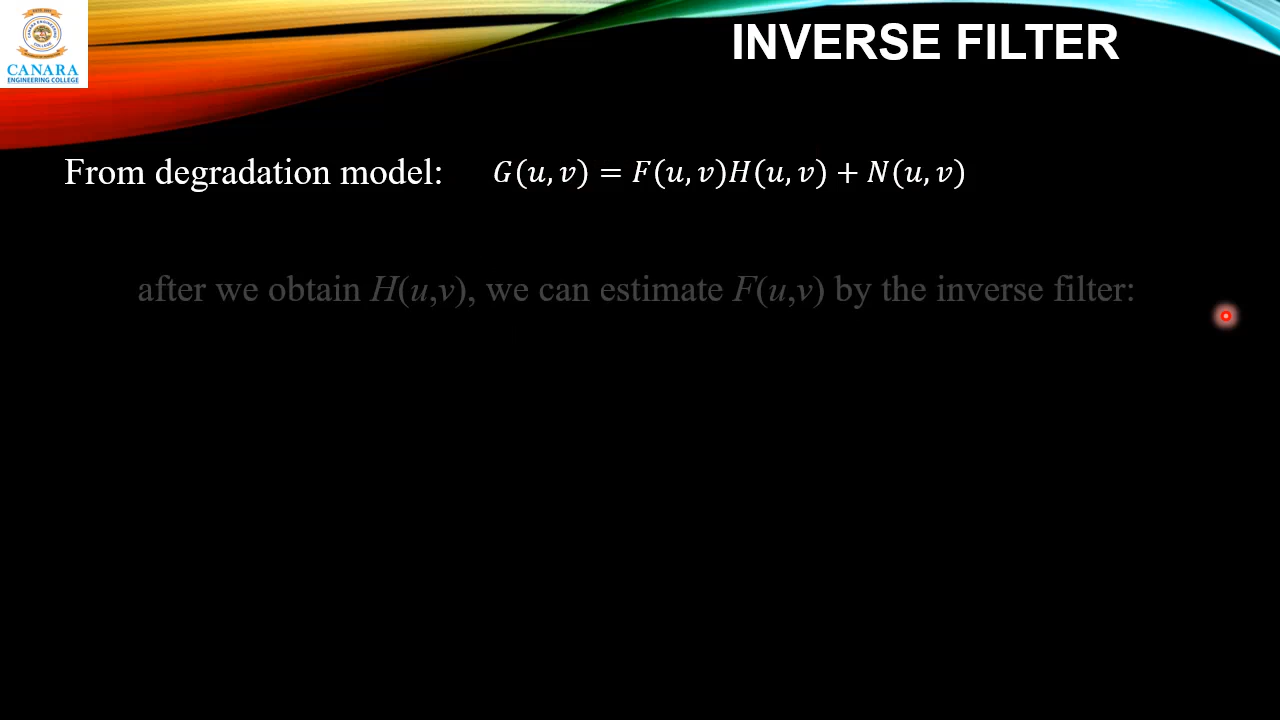 CANARA
ENGINEERING COLLEGE
INVERSE FILTER
From degradation model: G(u, v) = F(u, v)H(u, v) + N(u, v)
after we obtain H(u,v), we can estimate F(u,v) by the inverse filter: